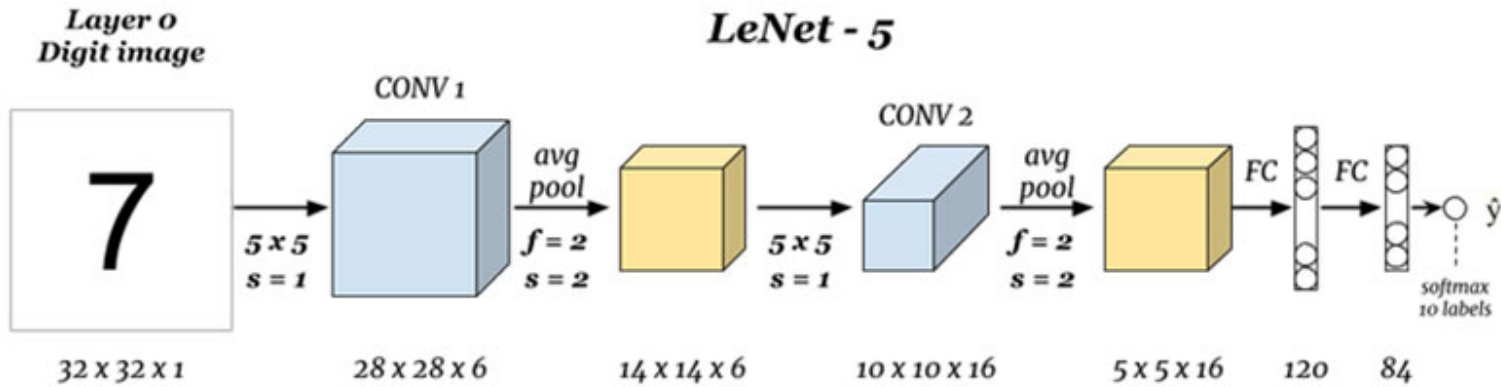 Layer 0
Digit image
LeNet - 5
7
CONV 1
CONV 2
avg
pool
avg
pool
FC
FC
5 x 5
s = 1
f = 2
s = 2
5 x 5
s = 1
f = 2
s = 2
ŷ
softmax
10 labels
32 x 32 x 1
28 x 28 x 6
14 x 14 x 6
10 x 10 x 16
5 x 5 x 16
120
84